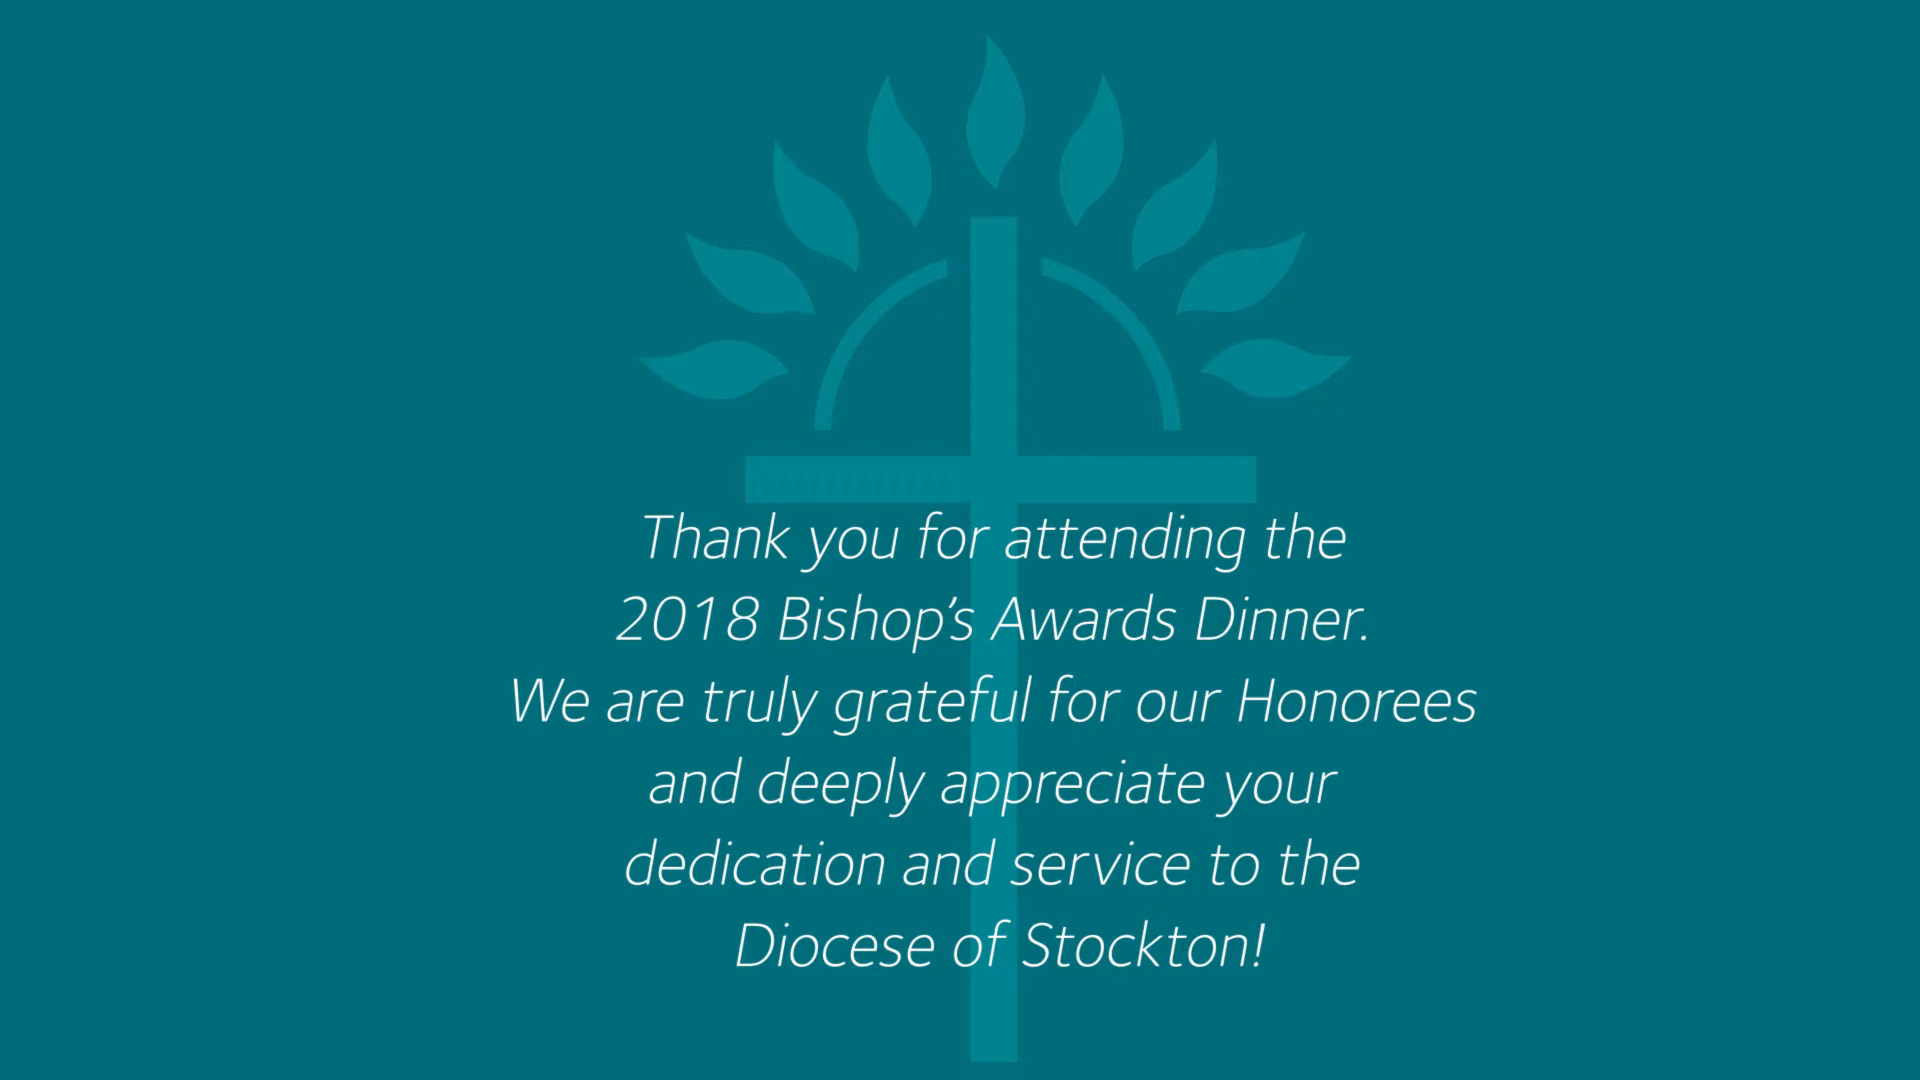 Thank you for attending the
2018 Bishop’s Awards Dinner.
We are truly grateful for our Honorees
and deeply appreciate your
dedication and service to the
Diocese of Stockton!